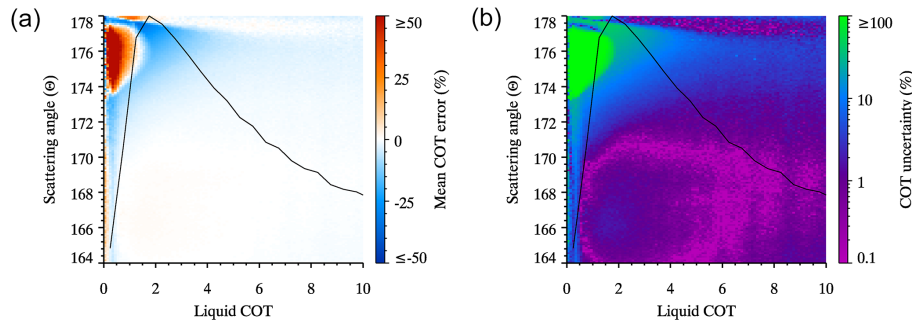 (a)
178
176
174
172
170
168
166
164
Scattering angle (Θ)
0 2 4 6 8 10
Liquid COT
≥50
25
0
-25
≤-50
Mean COT error (%)
(b)
178
176
174
172
170
168
166
164
Scattering angle (Θ)
0 2 4 6 8 10
Liquid COT
≥100
10
1
0.1
COT uncertainty (%)